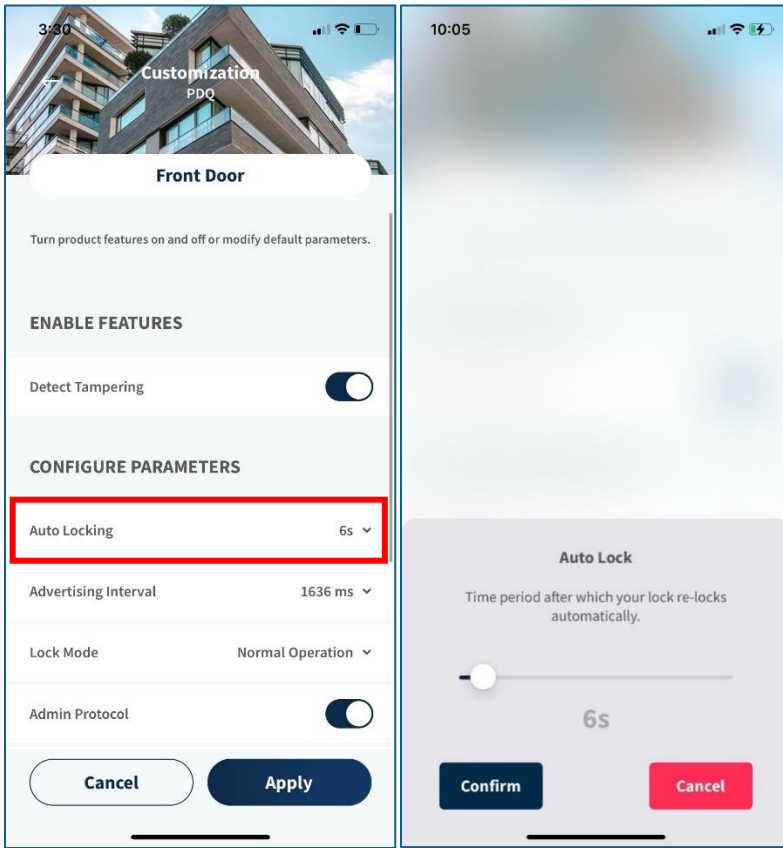 3:30
Customization
PDQ
Front Door
Turn product features on and off or modify default parameters.
ENABLE FEATURES
Detect Tampering
CONFIGURE PARAMETERS
Auto Locking 6s
Advertising Interval 1636 ms
Lock Mode Normal Operation
Admin Protocol
Cancel Apply
10:05
Auto Lock
Time period after which your lock re-locks
automatically.
6s
Confirm Cancel